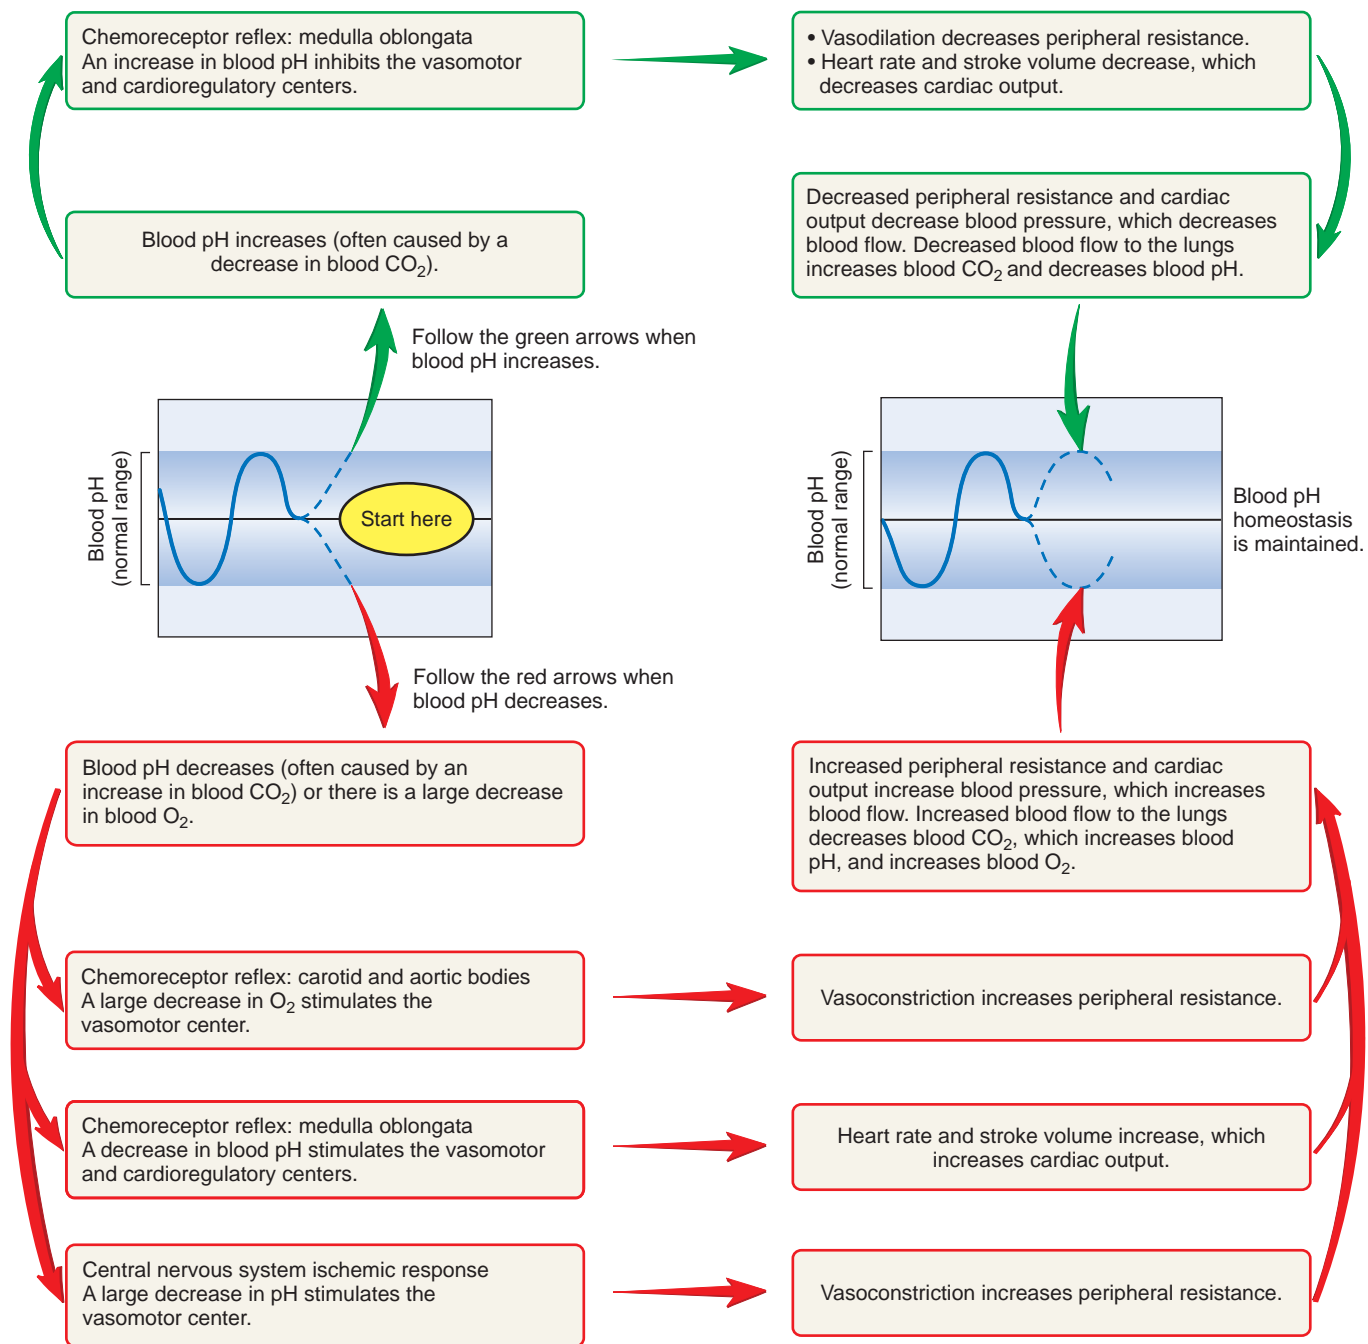 Chemoreceptor reflex: medulla oblongata
An increase in blood pH inhibits the vasomotor
and cardioregulatory centers.
• Vasodilation decreases peripheral resistance.
• Heart rate and stroke volume decrease, which
decreases cardiac output.
Blood pH increases (often caused by a
decrease in blood CO₂).
Decreased peripheral resistance and cardiac
output decrease blood pressure, which decreases
blood flow. Decreased blood flow to the lungs
increases blood CO₂ and decreases blood pH.
Follow the green arrows when
blood pH increases.
Blood pH
(normal range)
Start here
Blood pH
(normal range)
Blood pH
homeostasis
is maintained.
Follow the red arrows when
blood pH decreases.
Blood pH decreases (often caused by an
increase in blood CO₂) or there is a large decrease
in blood O₂.
Increased peripheral resistance and cardiac
output increase blood pressure, which increases
blood flow. Increased blood flow to the lungs
decreases blood CO₂, which increases blood
pH, and increases blood O₂.
Chemoreceptor reflex: carotid and aortic bodies
A large decrease in O₂ stimulates the
vasomotor center.
Vasoconstriction increases peripheral resistance.
Chemoreceptor reflex: medulla oblongata
A decrease in blood pH stimulates the vasomotor
and cardioregulatory centers.
Heart rate and stroke volume increase, which
increases cardiac output.
Central nervous system ischemic response
A large decrease in pH stimulates the
vasomotor center.
Vasoconstriction increases peripheral resistance.